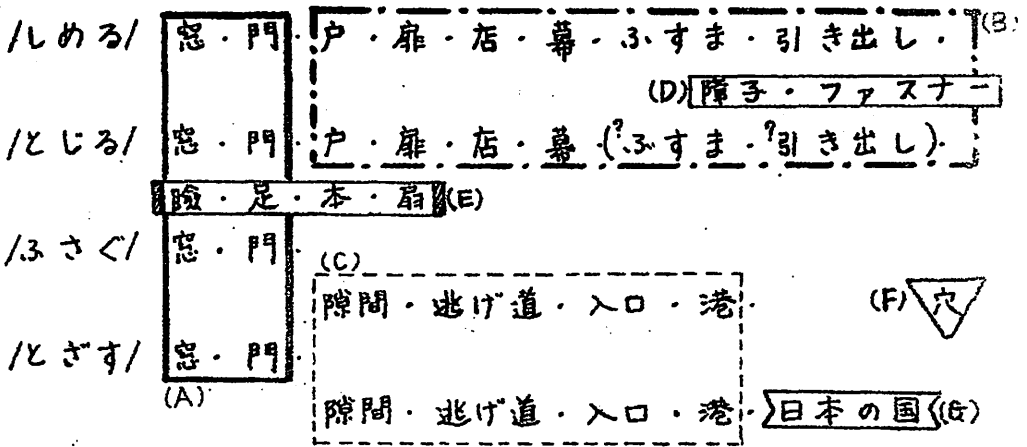 /しめる/ 窓・門・戸・扉・店・幕・ふすま・引き出し・ (B)
(D) 障子・ファスナー
/とじる/ 窓・門・戸・扉・店・幕・(?ふすま・?引き出し)・
瞼・足・本・扇 (E)
/ふさぐ/ 窓・門・
(C)
隙間・逃げ道・入口・港・ (F) 穴
/とざす/ 窓・門・
(A)
隙間・逃げ道・入口・港・ 日本の国 (G)